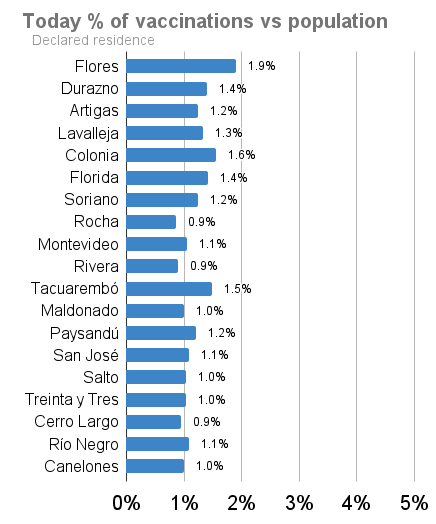 Today % of vaccinations vs population
Declared residence
Flores 1.9%
Durazno 1.4%
Artigas 1.2%
Lavalleja 1.3%
Colonia 1.6%
Florida 1.4%
Soriano 1.2%
Rocha 0.9%
Montevideo 1.1%
Rivera 0.9%
Tacuarembó 1.5%
Maldonado 1.0%
Paysandú 1.2%
San José 1.1%
Salto 1.0%
Treinta y Tres 1.0%
Cerro Largo 0.9%
Río Negro 1.1%
Canelones 1.0%
0% 1% 2% 3% 4% 5%